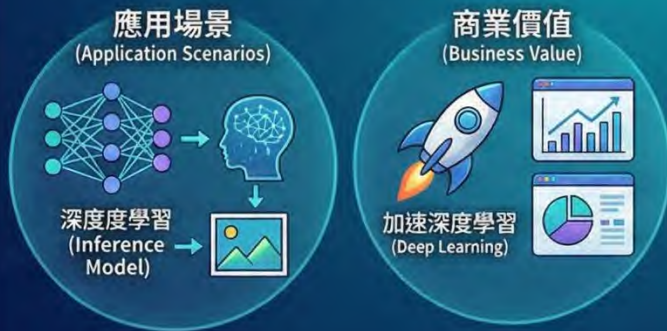 應用場景
(Application Scenarios)
深度度學習
(Inference
Model)
商業價值
(Business Value)
加速深度學習
(Deep Learning)